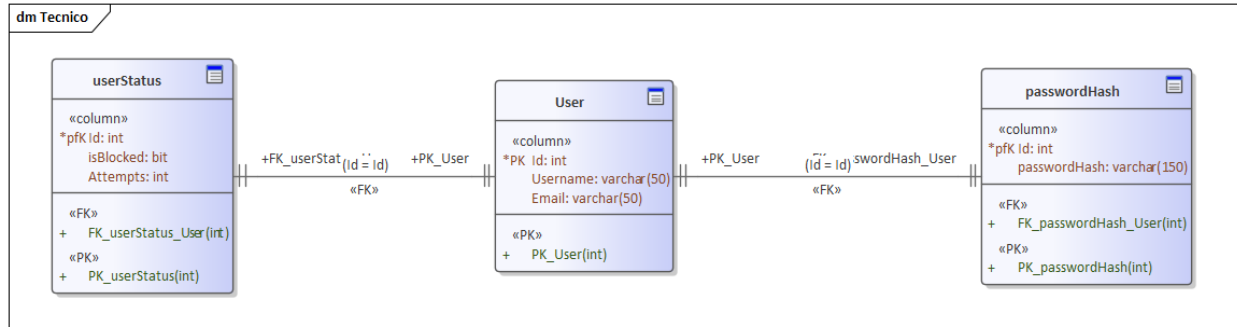 dm Tecnico
userStatus
«column»
*pfK Id: int
isBlocked: bit
Attempts: int
«FK»
+ FK_userStatus_User(int)
«PK»
+ PK_userStatus(int)
+FK_userStat
(Id = Id)
+PK_User
«FK»
User
«column»
*PK Id: int
Username: varchar(50)
Email: varchar(50)
«PK»
+ PK_User(int)
+PK_User
(Id = Id)
swordHash_User
«FK»
passwordHash
«column»
*pfK Id: int
passwordHash: varchar(150)
«FK»
+ FK_passwordHash_User(int)
«PK»
+ PK_passwordHash(int)